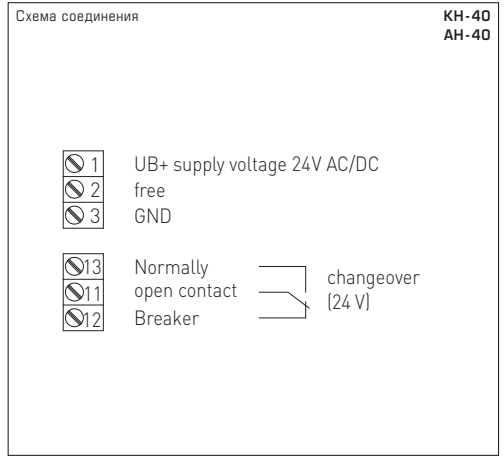 Схема соединения
KH-40
AH-40
1 UB+ supply voltage 24V AC/DC
2 free
3 GND
13 Normally
11 open contact
12 Breaker
changeover
(24 V)